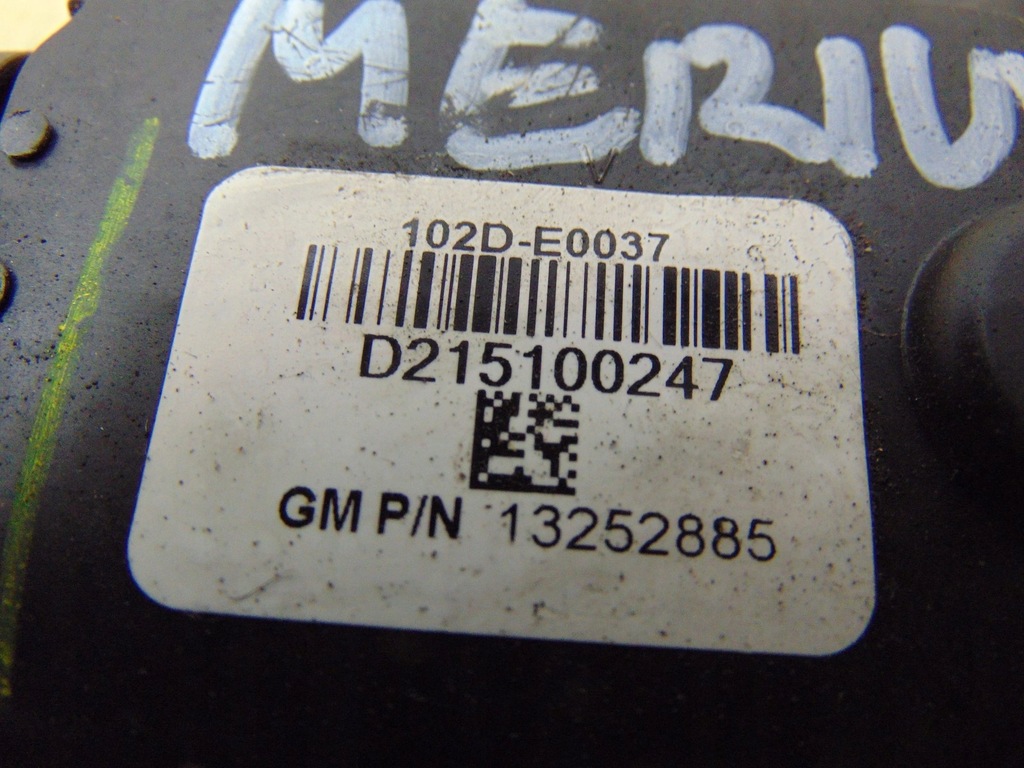 MERIV
102D-E0037
D215100247
GM P/N 13252885